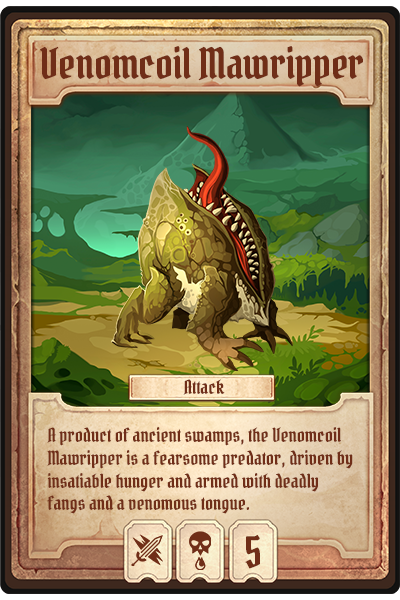 Venomcoil Mawripper
Attack
A product of ancient swamps, the Venomcoil
Mawripper is a fearsome predator, driven by
insatiable hunger and armed with deadly
fangs and a venomous tongue.
5